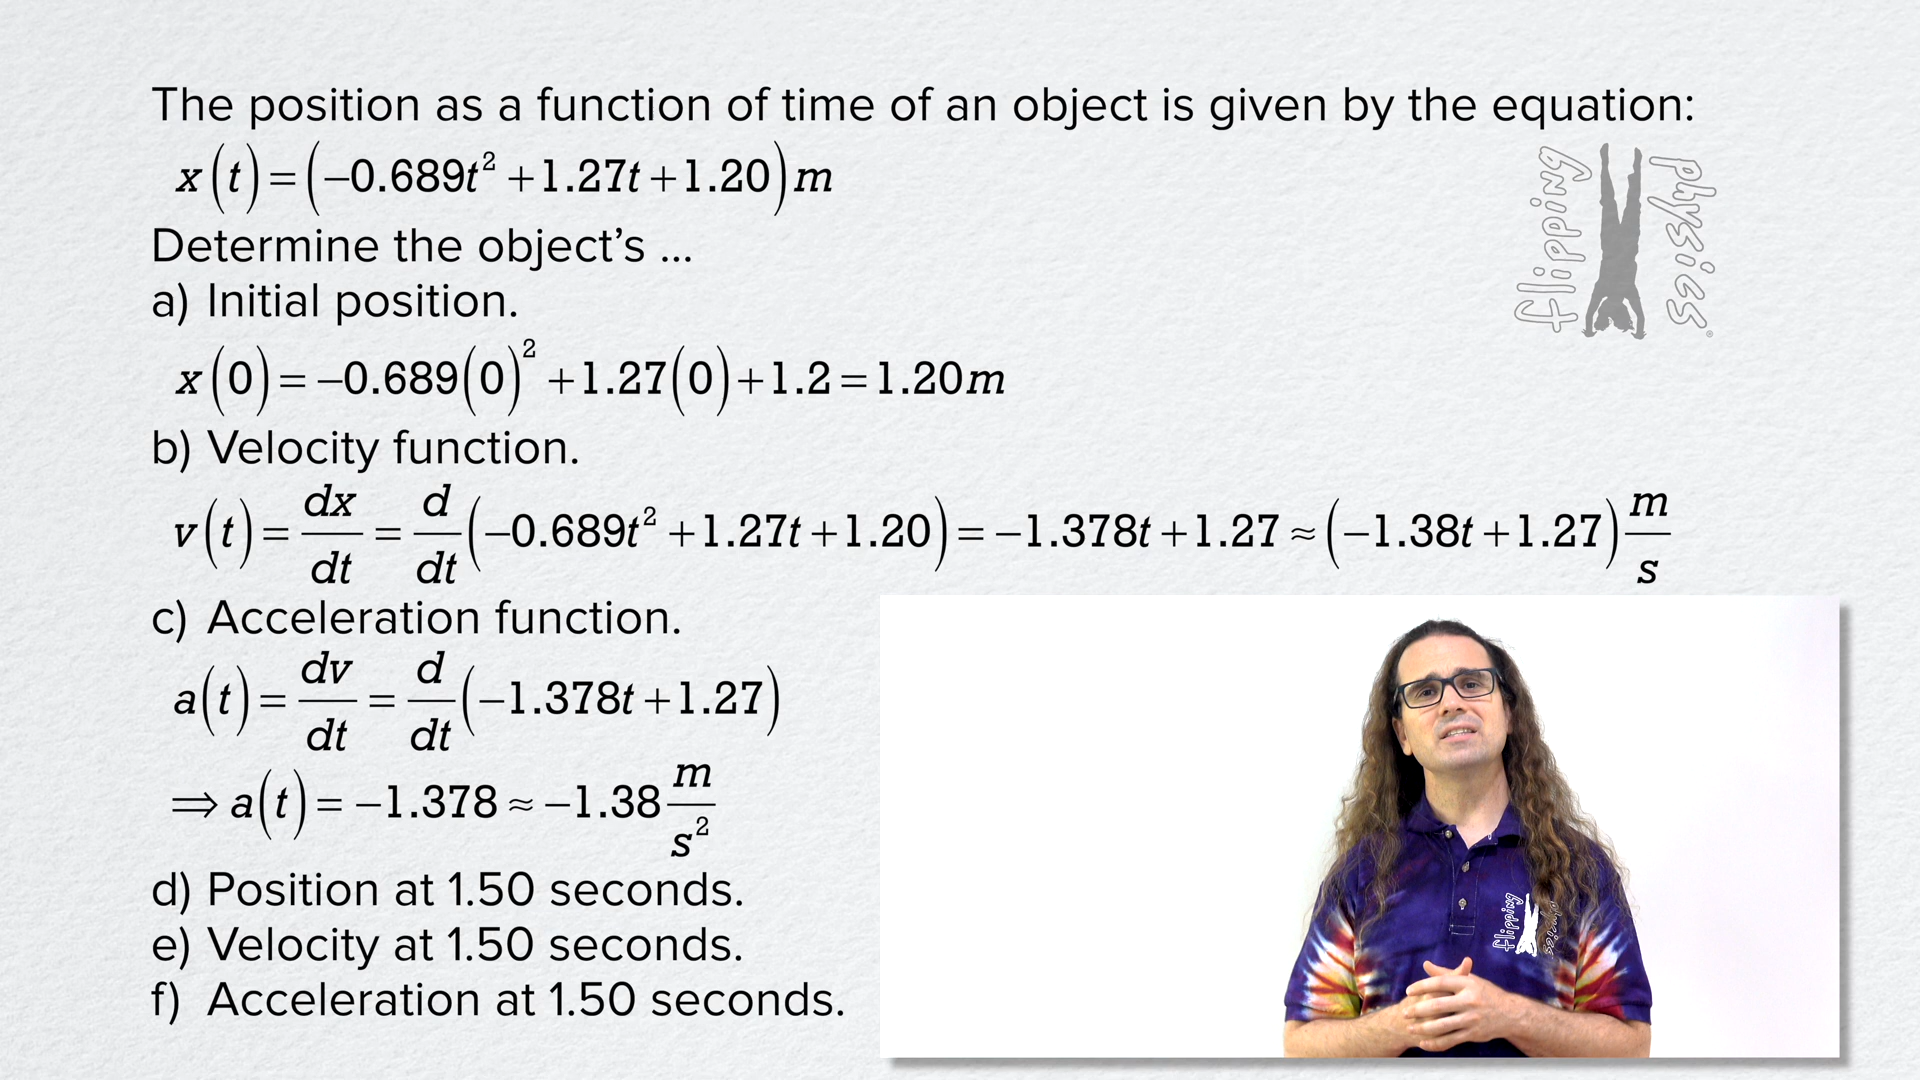 The position as a function of time of an object is given by the equation:
x(t)=(−0.689t²+1.27t+1.20)m
flipping physics®
Determine the object's ...
a) Initial position.
x(0)=−0.689(0)²+1.27(0)+1.2=1.20m
b) Velocity function.
v(t)=dx/dt=d/dt(−0.689t²+1.27t+1.20)=−1.378t+1.27≈(−1.38t+1.27)m/s
c) Acceleration function.
a(t)=dv/dt=d/dt(−1.378t+1.27)
⇒a(t)=−1.378≈−1.38m/s²
d) Position at 1.50 seconds.
e) Velocity at 1.50 seconds.
f) Acceleration at 1.50 seconds.
flipping physics